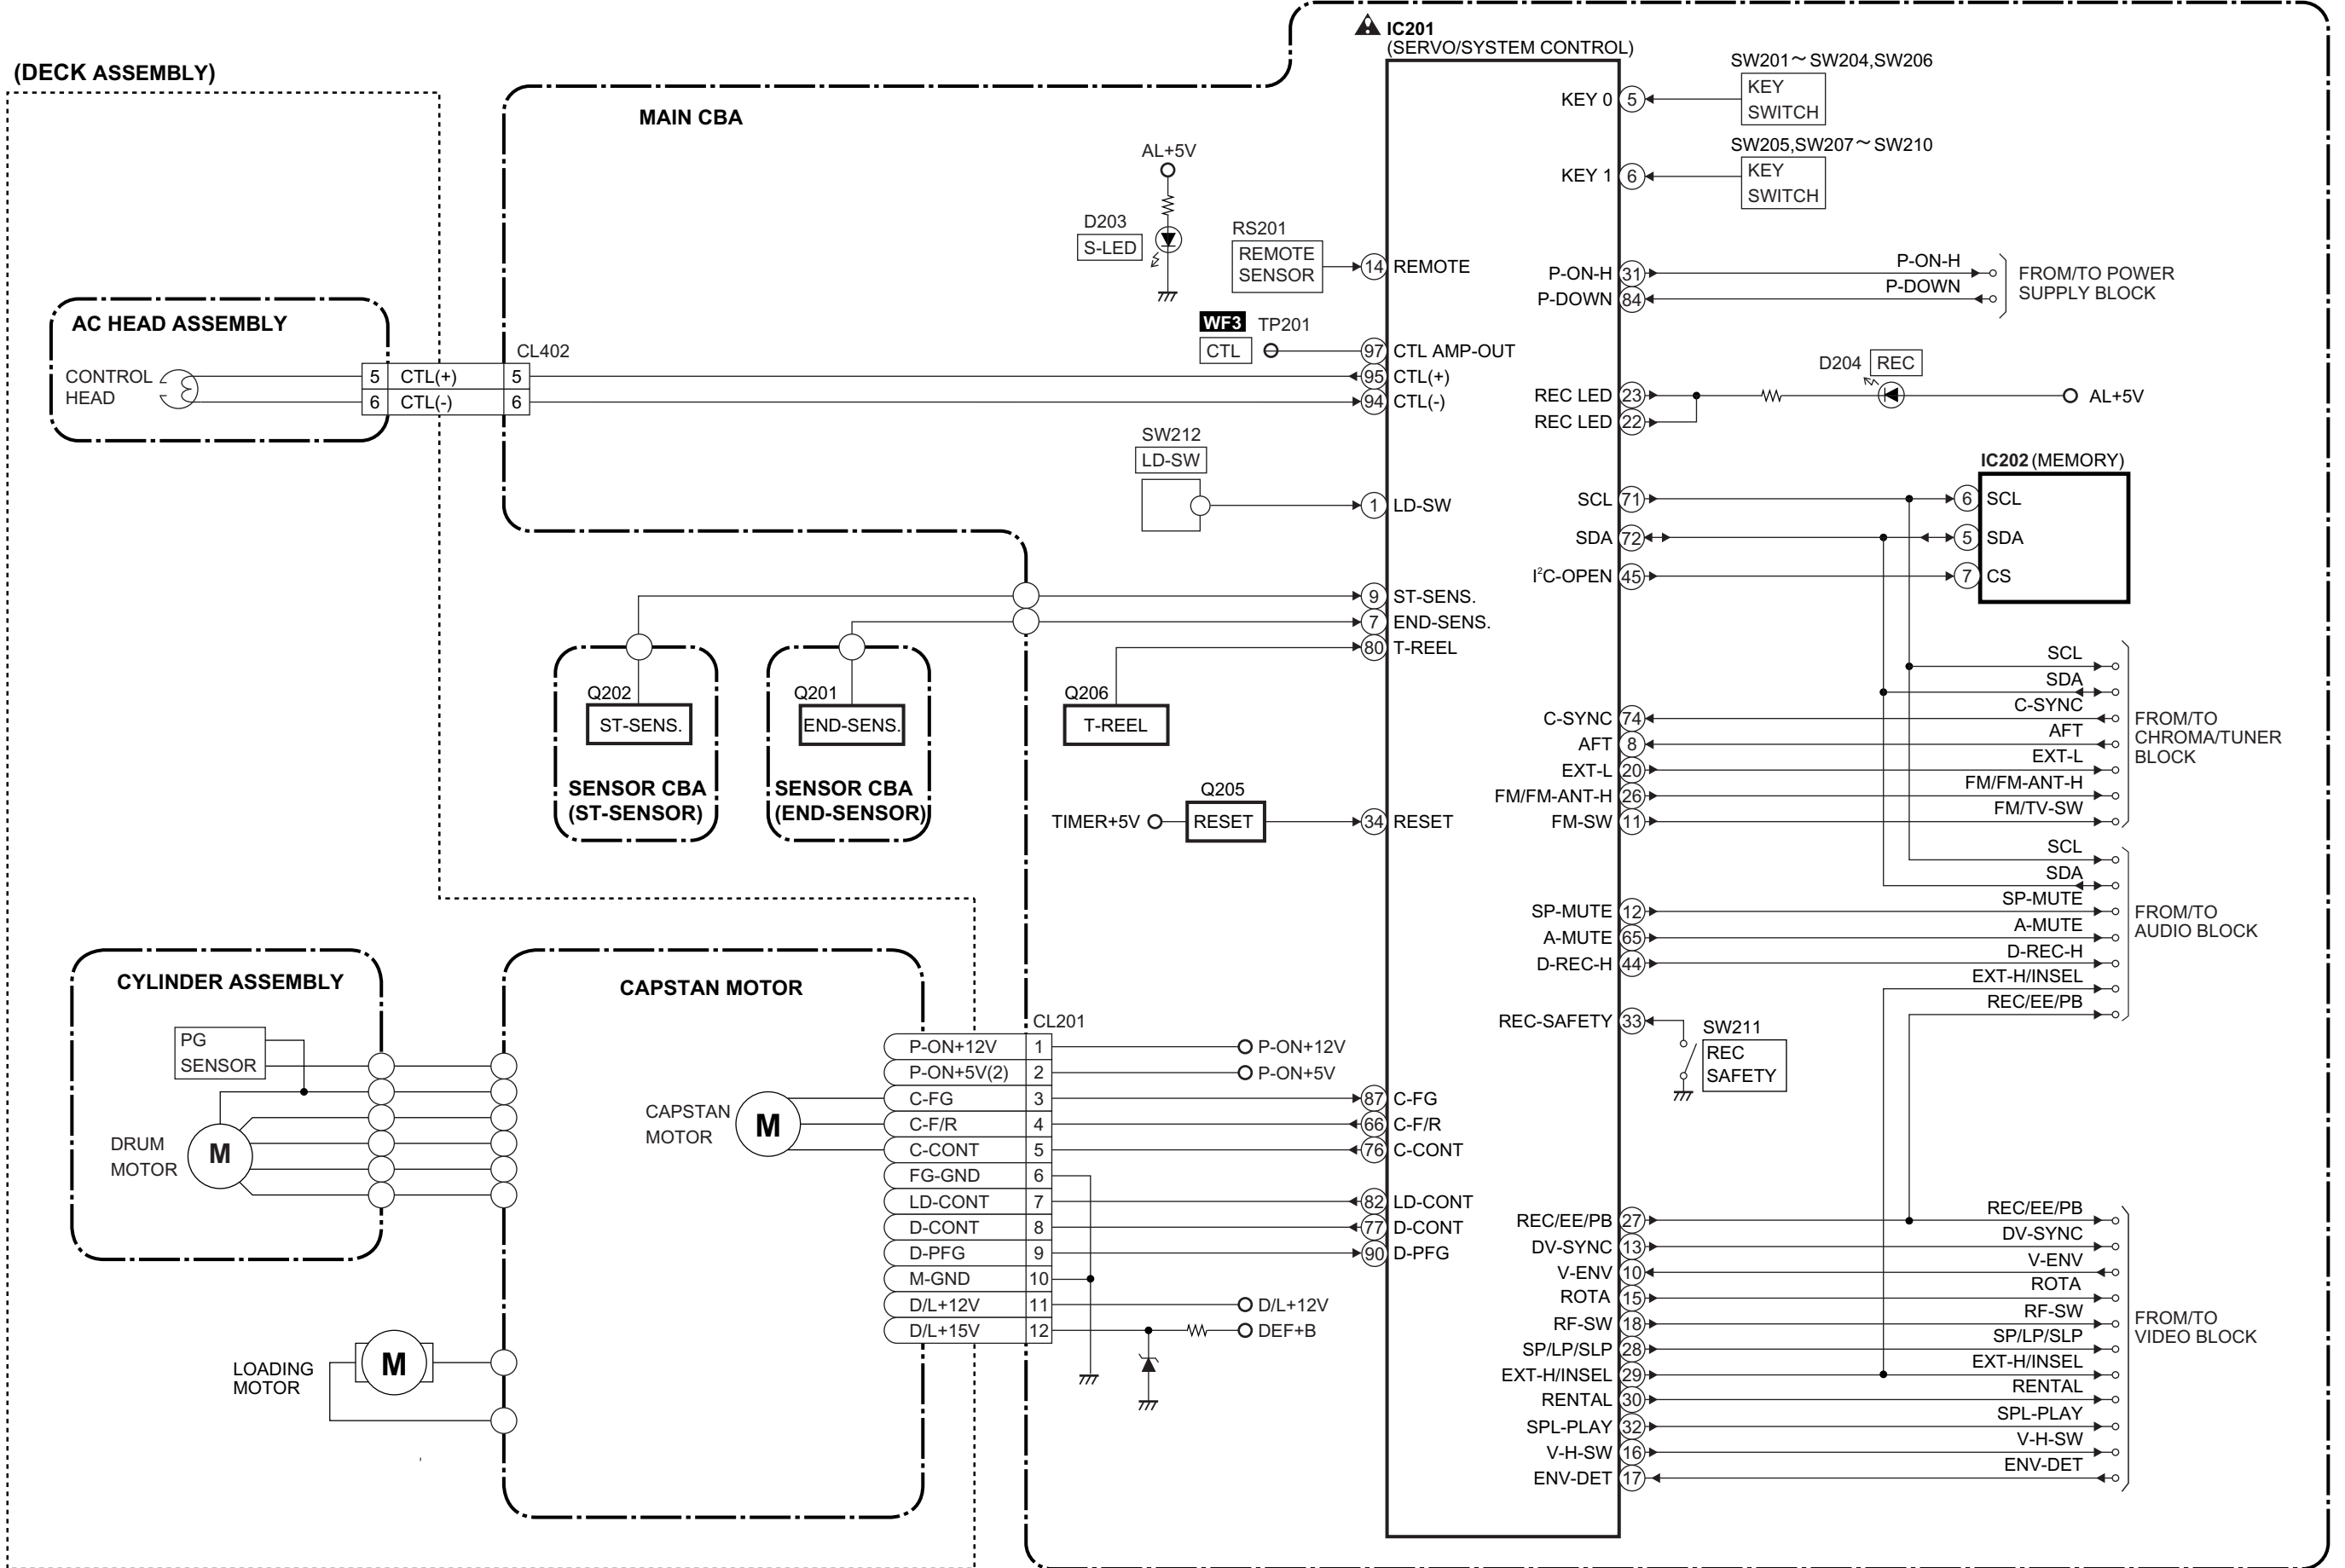 (DECK ASSEMBLY)
MAIN CBA
IC201
(SERVO/SYSTEM CONTROL)
SW201~SW204,SW206
KEY
SWITCH
KEY 0 5
SW205,SW207~SW210
KEY
SWITCH
KEY 1 6
AL+5V
D203
S-LED
RS201
REMOTE
SENSOR
14 REMOTE
P-ON-H 31 P-ON-H
P-DOWN 84 P-DOWN
FROM/TO POWER
SUPPLY BLOCK
AC HEAD ASSEMBLY
CONTROL
HEAD
CL402
5 CTL(+) 5
6 CTL(-) 6
WF3 TP201
CTL
97 CTL AMP-OUT
95 CTL(+)
94 CTL(-)
D204 REC
REC LED 23
REC LED 22
AL+5V
SW212
LD-SW
1 LD-SW
IC202 (MEMORY)
SCL 71 6 SCL
SDA 72 5 SDA
I²C-OPEN 45 7 CS
9 ST-SENS.
7 END-SENS.
80 T-REEL
Q202
ST-SENS.
SENSOR CBA
(ST-SENSOR)
Q201
END-SENS.
SENSOR CBA
(END-SENSOR)
Q206
T-REEL
Q205
TIMER+5V RESET
34 RESET
SCL
SDA
C-SYNC 74 C-SYNC
AFT 8 AFT
EXT-L 20 EXT-L
FM/FM-ANT-H 26 FM/FM-ANT-H
FM-SW 11 FM/TV-SW
FROM/TO
CHROMA/TUNER
BLOCK
SCL
SDA
SP-MUTE 12 SP-MUTE
A-MUTE 65 A-MUTE
D-REC-H 44 D-REC-H
EXT-H/INSEL
REC/EE/PB
FROM/TO
AUDIO BLOCK
REC-SAFETY 33
SW211
REC
SAFETY
CYLINDER ASSEMBLY
PG
SENSOR
DRUM
MOTOR
M
LOADING
MOTOR
M
CAPSTAN MOTOR
CAPSTAN
MOTOR
M
CL201
P-ON+12V 1 P-ON+12V
P-ON+5V(2) 2 P-ON+5V
C-FG 3 87 C-FG
C-F/R 4 66 C-F/R
C-CONT 5 76 C-CONT
FG-GND 6
LD-CONT 7 82 LD-CONT
D-CONT 8 77 D-CONT
D-PFG 9 90 D-PFG
M-GND 10
D/L+12V 11 D/L+12V
D/L+15V 12 DEF+B
REC/EE/PB 27 REC/EE/PB
DV-SYNC 13 DV-SYNC
V-ENV 10 V-ENV
ROTA 15 ROTA
RF-SW 18 RF-SW
SP/LP/SLP 28 SP/LP/SLP
EXT-H/INSEL 29 EXT-H/INSEL
RENTAL 30 RENTAL
SPL-PLAY 32 SPL-PLAY
V-H-SW 16 V-H-SW
ENV-DET 17 ENV-DET
FROM/TO
VIDEO BLOCK